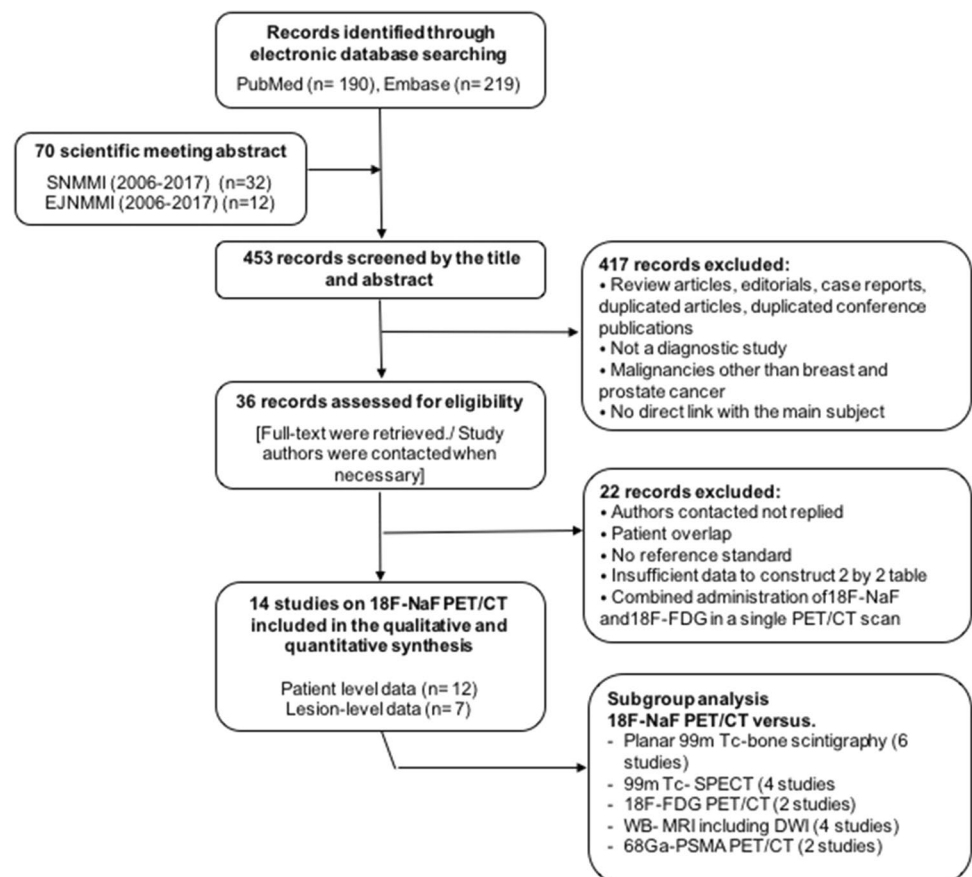 Records identified through
electronic database searching
PubMed (n= 190), Embase (n= 219)
70 scientific meeting abstract
SNMMI (2006-2017) (n=32)
EJNMMI (2006-2017) (n=12)
453 records screened by the title
and abstract
417 records excluded:
• Review articles, editorials, case reports,
duplicated articles, duplicated conference
publications
• Not a diagnostic study
• Malignancies other than breast and
prostate cancer
• No direct link with the main subject
36 records assessed for eligibility
[Full-text were retrieved./ Study
authors were contacted when
necessary]
22 records excluded:
• Authors contacted not replied
• Patient overlap
• No reference standard
• Insufficient data to construct 2 by 2 table
• Combined administration of18F-NaF
and18F-FDG in a single PET/CT scan
14 studies on 18F-NaF PET/CT
included in the qualitative and
quantitative synthesis
Patient level data (n= 12)
Lesion-level data (n= 7)
Subgroup analysis
18F-NaF PET/CT versus.
- Planar 99m Tc-bone scintigraphy (6
studies)
- 99m Tc- SPECT (4 studies
- 18F-FDG PET/CT (2 studies)
- WB- MRI including DWI (4 studies)
- 68Ga-PSMA PET/CT (2 studies)